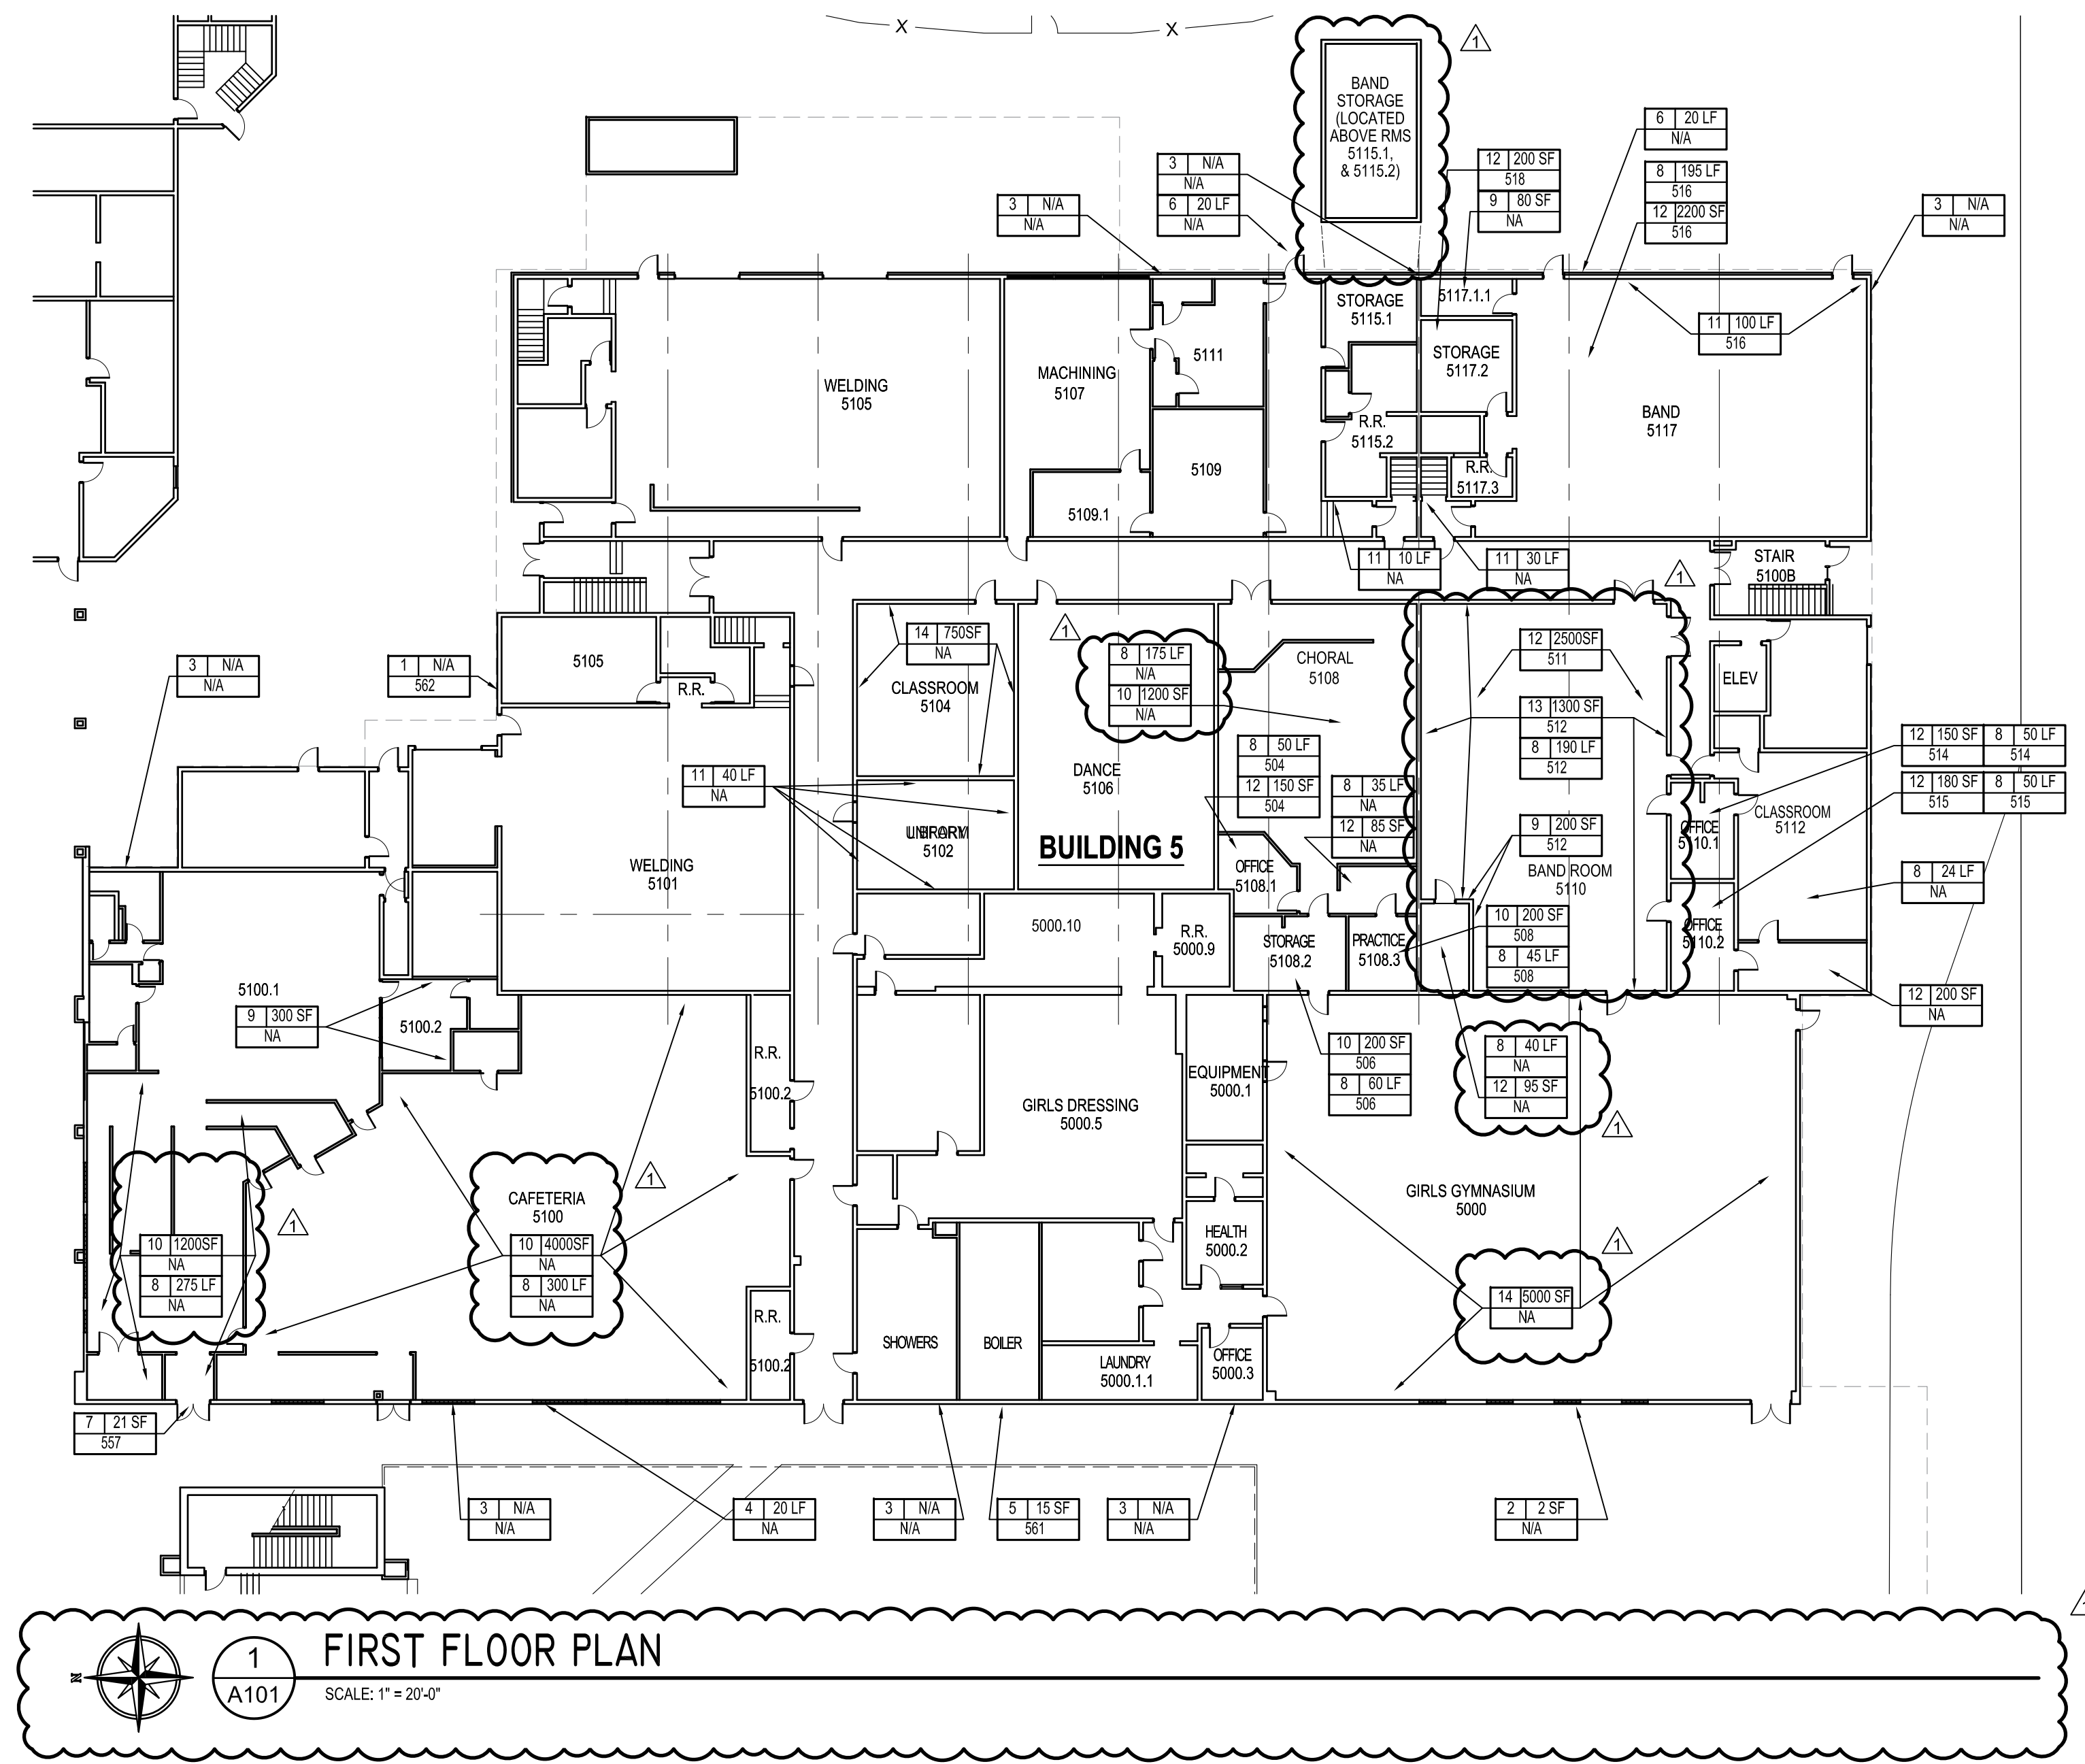 X
X
1
BAND
STORAGE
(LOCATED
ABOVE RMS
5115.1,
& 5115.2)
6 20 LF
N/A
8 195 LF
516
12 2200 SF
516
3 N/A
N/A
6 20 LF
N/A
12 200 SF
518
9 80 SF
NA
3 N/A
N/A
3 N/A
N/A
STORAGE
5115.1
5117.1.1
11 100 LF
516
STORAGE
5117.2
5111
MACHINING
5107
WELDING
5105
BAND
5117
R.R.
5115.2
5109
R.R.
5117.3
5109.1
11 10 LF
NA
11 30 LF
NA
STAIR
5100B
1
1
14 750SF
NA
12 2500SF
511
8 175 LF
N/A
10 1200 SF
N/A
CHORAL
5108
5105
R.R.
3 N/A
N/A
1 N/A
562
CLASSROOM
5104
ELEV
13 1300 SF
512
8 190 LF
512
12 150 SF
514
8 50 LF
514
12 180 SF
515
8 50 LF
515
8 50 LF
504
12 150 SF
504
11 40 LF
NA
DANCE
5106
8 35 LF
NA
12 85 SF
NA
CLASSROOM
5112
OFFICE
5110.1
LIBRARY
5102
BUILDING 5
9 200 SF
512
WELDING
5101
OFFICE
5108.1
BAND ROOM
5110
8 24 LF
NA
5000.10
R.R.
5000.9
STORAGE
5108.2
PRACTICE
5108.3
10 200 SF
508
8 45 LF
508
OFFICE
5110.2
5100.1
9 300 SF
NA
5100.2
12 200 SF
NA
R.R.
5100.2
10 200 SF
506
8 60 LF
506
8 40 LF
NA
12 95 SF
NA
1
EQUIPMENT
5000.1
GIRLS DRESSING
5000.5
CAFETERIA
5100
1
1
GIRLS GYMNASIUM
5000
10 1200SF
NA
8 275 LF
NA
10 4000SF
NA
8 300 LF
NA
HEALTH
5000.2
1
14 5000 SF
NA
R.R.
5100.2
SHOWERS
BOILER
LAUNDRY
5000.1.1
OFFICE
5000.3
7 21 SF
557
3 N/A
N/A
4 20 LF
NA
3 N/A
N/A
5 15 SF
561
3 N/A
N/A
2 2 SF
N/A
N
1
A101
FIRST FLOOR PLAN
SCALE: 1" = 20'-0"